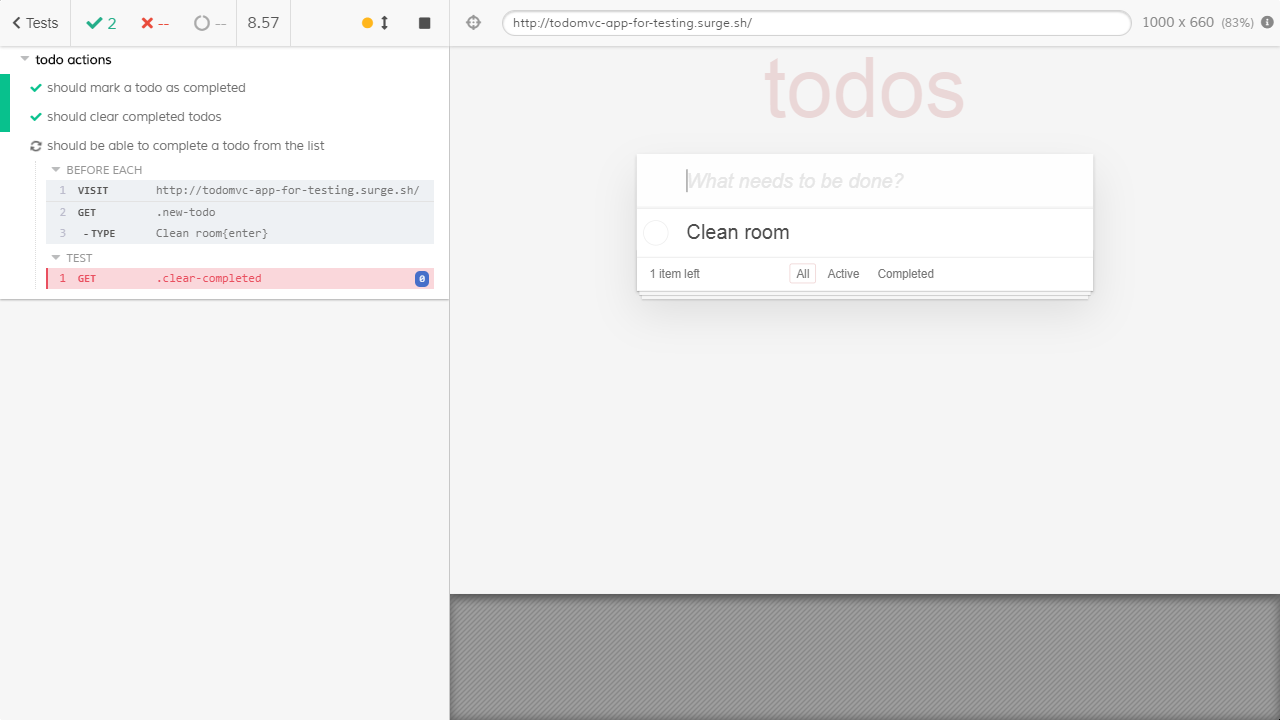 Tests 2 -- -- 8.57
http://todomvc-app-for-testing.surge.sh/ 1000 x 660 (83%)
todo actions
should mark a todo as completed
should clear completed todos
should be able to complete a todo from the list
BEFORE EACH
1 VISIT http://todomvc-app-for-testing.surge.sh/
2 GET .new-todo
3 -TYPE Clean room{enter}
TEST
1 GET .clear-completed 0
todos
What needs to be done?
Clean room
1 item left All Active Completed